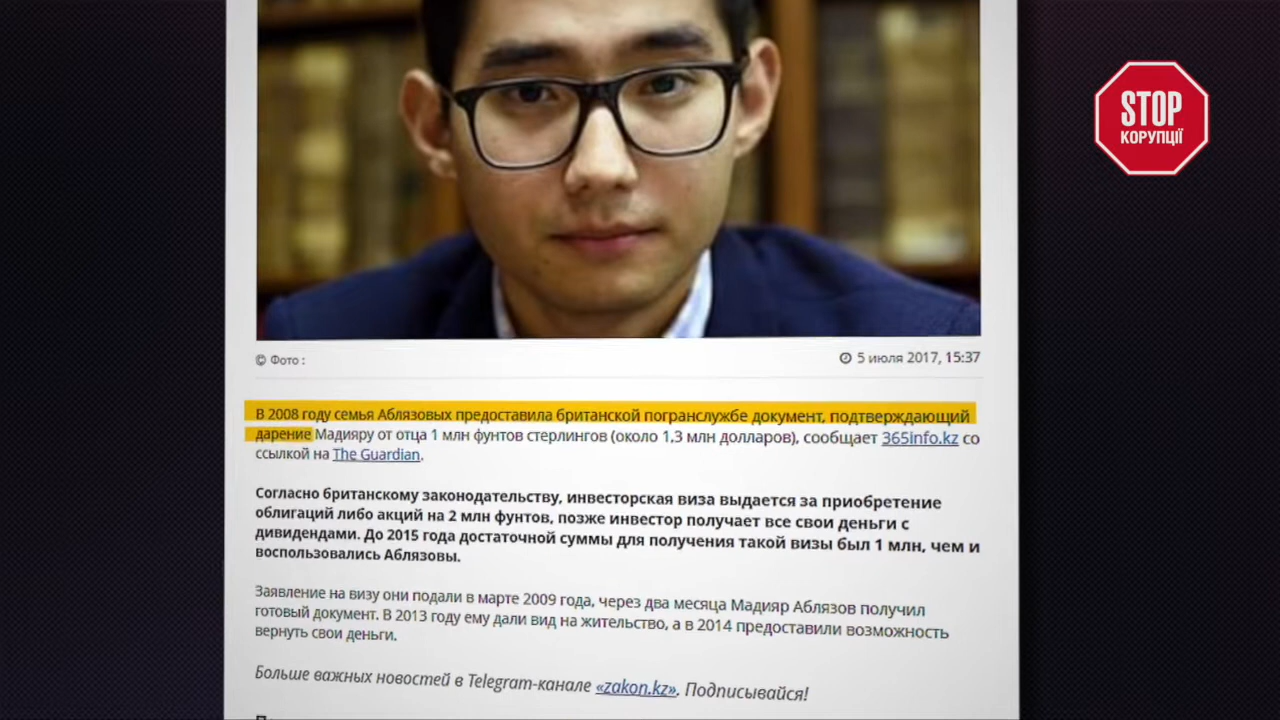 STOP
КОРУПЦІЇ
© Фото :
5 июля 2017, 15:37
В 2008 году семья Аблязовых предоставила британской погранслужбе документ, подтверждающий
дарение Мадияру от отца 1 млн фунтов стерлингов (около 1,3 млн долларов), сообщает 365info.kz со
ссылкой на The Guardian.
Согласно британскому законодательству, инвесторская виза выдается за приобретение
облигаций либо акций на 2 млн фунтов, позже инвестор получает все свои деньги с
дивидендами. До 2015 года достаточной суммы для получения такой визы был 1 млн, чем и
воспользовались Аблязовы.
Заявление на визу они подали в марте 2009 года, через два месяца Мадияр Аблязов получил
готовый документ. В 2013 году ему дали вид на жительство, а в 2014 предоставили возможность
вернуть свои деньги.
Больше важных новостей в Telegram-канале «zakon.kz». Подписывайся!